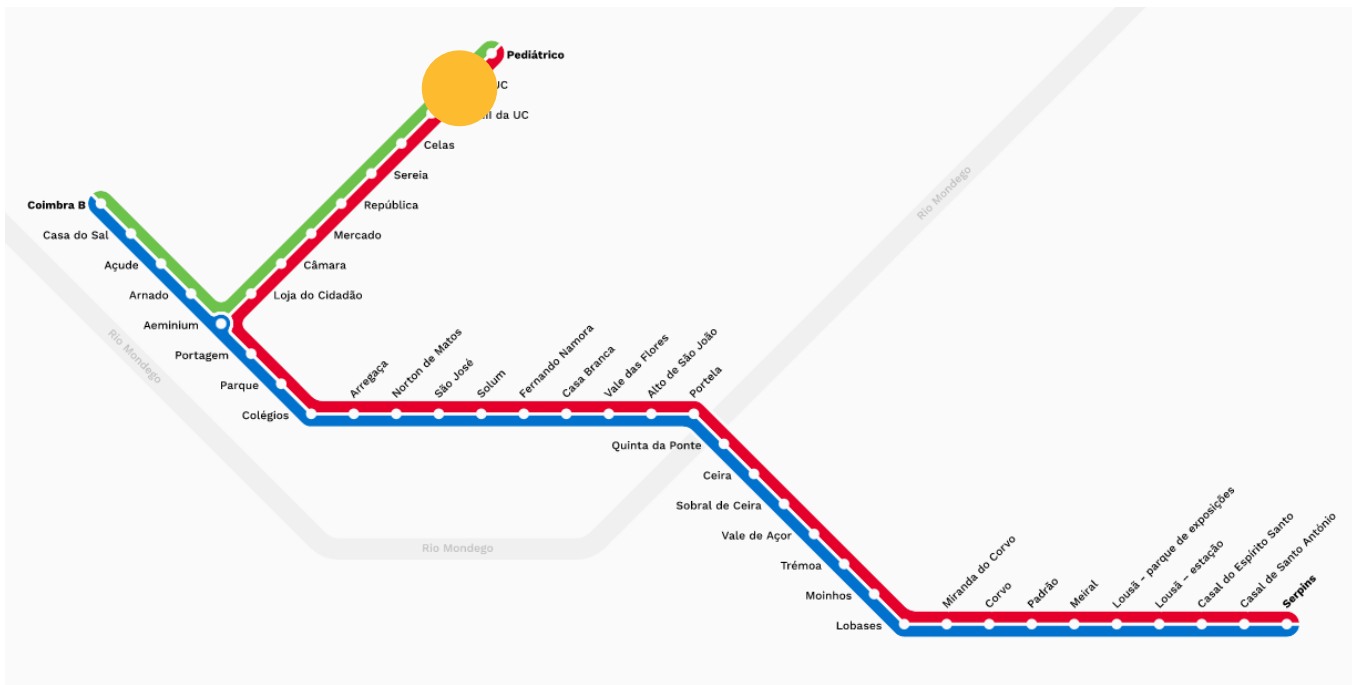 Pediátrico
UC
da UC
Celas
Sereia
República
Mercado
Câmara
Loja do Cidadão
Coimbra B
Casa do Sal
Açude
Arnado
Aeminium
Portagem
Parque
Colégios
Arregaça
Norton de Matos
São José
Solum
Fernando Namora
Casa Branca
Vale das Flores
Alto de São João
Portela
Quinta da Ponte
Ceira
Sobral de Ceira
Vale de Açor
Trémoa
Moinhos
Lobases
Miranda do Corvo
Corvo
Padrão
Meiral
Lousã - parque de exposições
Lousã – estação
Casal do Espírito Santo
Casal de Santo António
Serpins
Rio Mondego
Rio Mondego
Rio Mondego